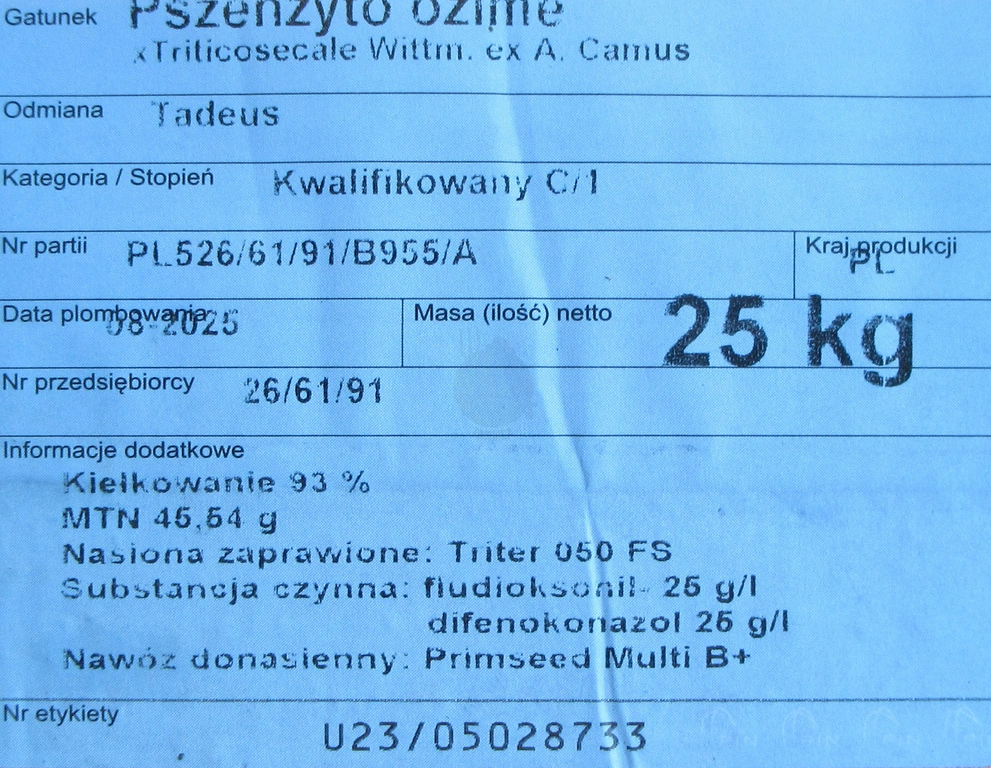 Gatunek Pszenżyto ozime
xTriticosecale Wittm. ex A. Camus
Odmiana Tadeus
Kategoria / Stopień Kwalifikowany C/1
Nr partii PL526/61/91/B955/A Kraj produkcji PL
Data plombowania 08-2025 Masa (ilość) netto 25 kg
Nr przedsiębiorcy 26/61/91
Informacje dodatkowe
Kiełkowanie 93 %
MTN 45,54 g
Nasiona zaprawione: Triter 050 FS
Substancja czynna: fludioksonil- 25 g/l
difenokonazol 25 g/l
Nawóz donasienny: Primseed Multi B+
Nr etykiety U23/05028733